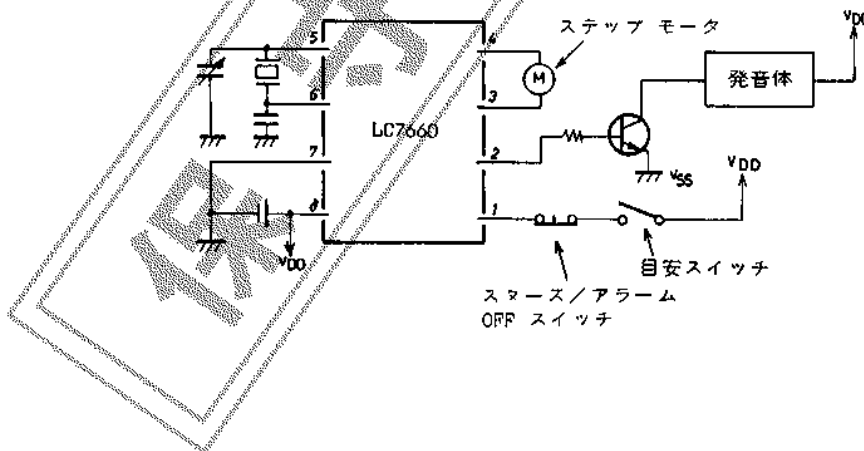 ステップ モータ
VDD
発音体
5
4
M
6
3
LC7660
7
2
VSS
VDD
8
1
VDD
目安スイッチ
スヌーズ/アラーム
OFF スイッチ